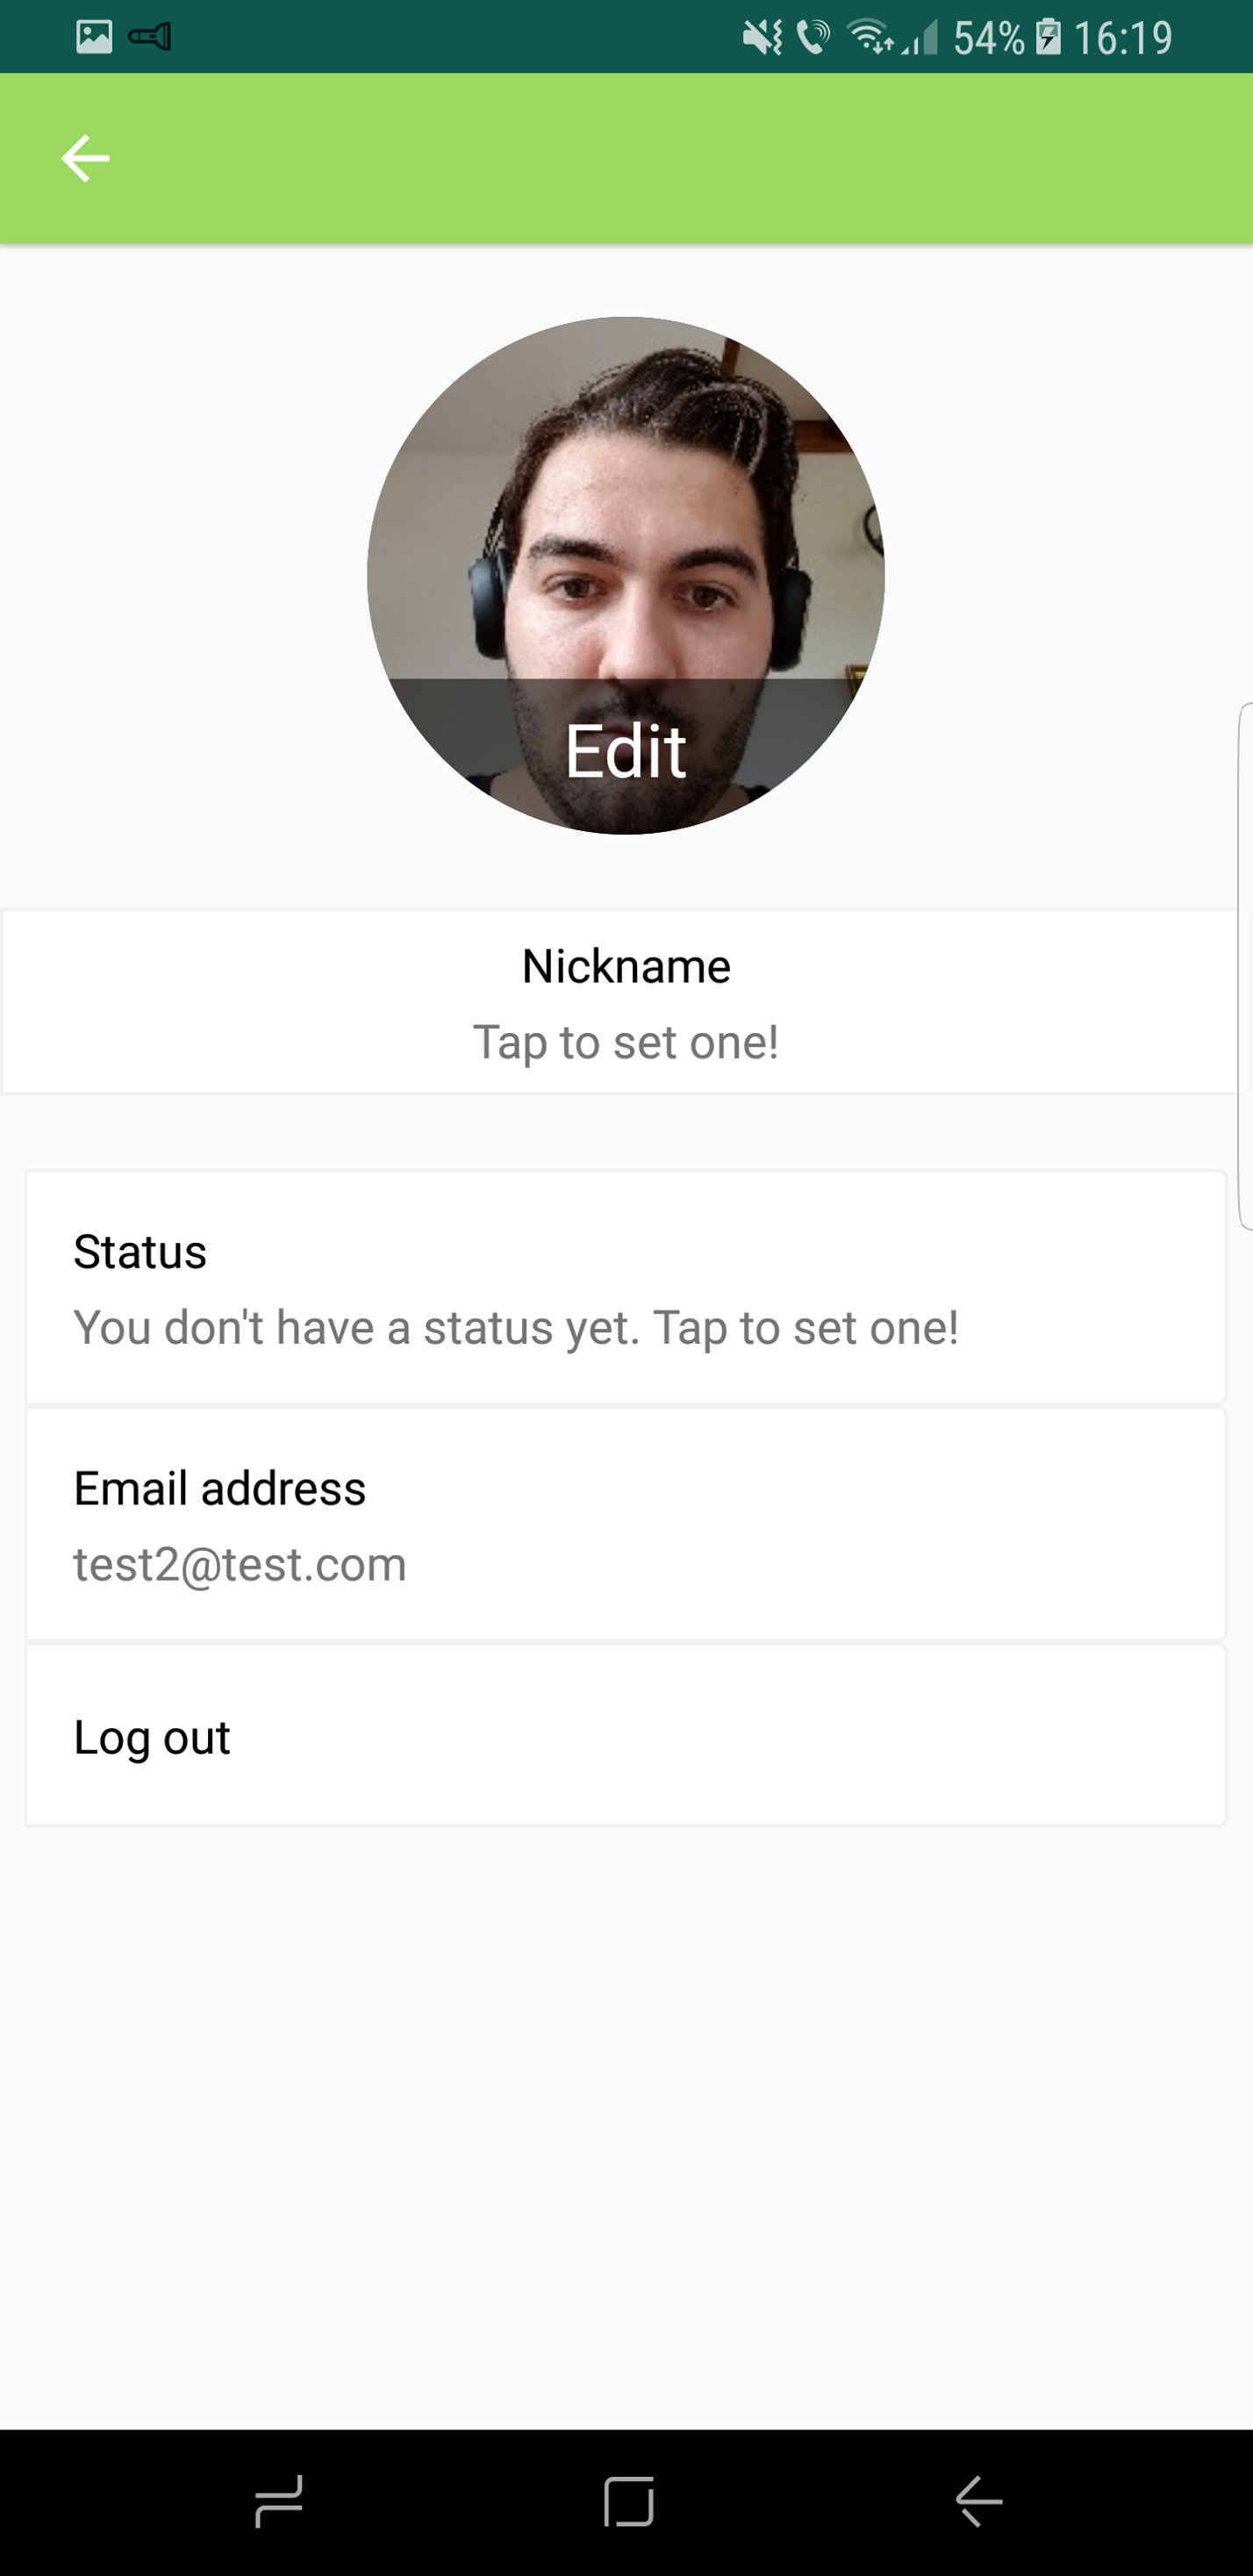 54% 16:19
Edit
Nickname
Tap to set one!
Status
You don't have a status yet. Tap to set one!
Email address
test2@test.com
Log out